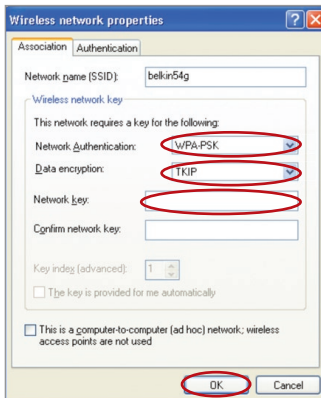 Wireless network properties
Association Authentication
Network name (SSID): belkin54g
Wireless network key
This network requires a key for the following:
Network Authentication: WPA-PSK
Data encryption: TKIP
Network key:
Confirm network key:
Key index (advanced): 1
The key is provided for me automatically
This is a computer-to-computer (ad hoc) network; wireless
access points are not used
OK Cancel